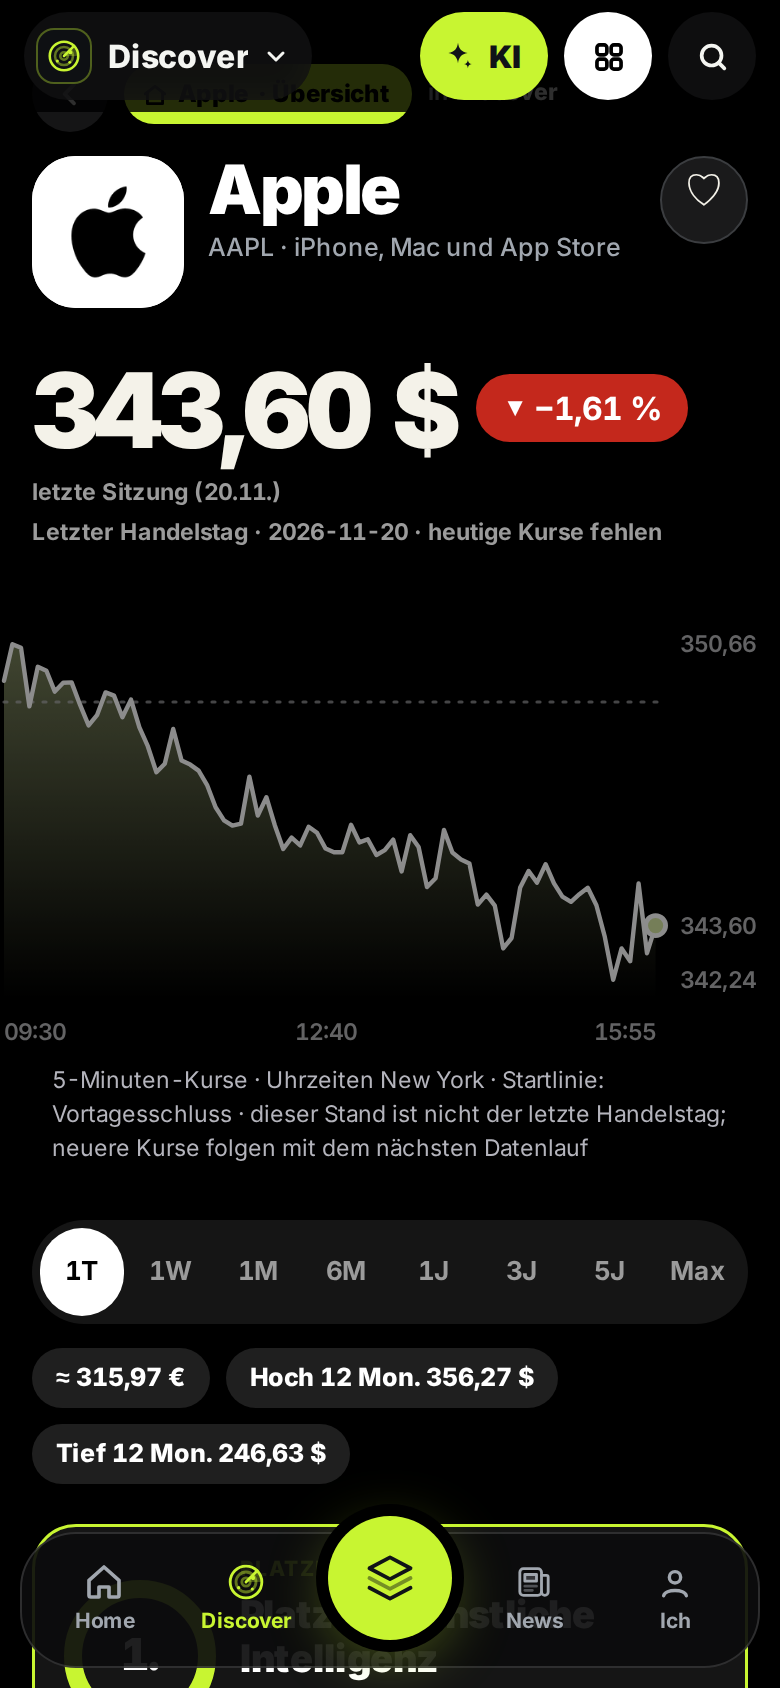 Discover
KI
Apple · Übersicht
Apple
AAPL · iPhone, Mac und App Store
343,60 $
▼ −1,61 %
letzte Sitzung (20.11.)
Letzter Handelstag · 2026-11-20 · heutige Kurse fehlen
350,66
343,60
342,24
09:30 12:40 15:55
5-Minuten-Kurse · Uhrzeiten New York · Startlinie:
Vortagesschluss · dieser Stand ist nicht der letzte Handelstag;
neuere Kurse folgen mit dem nächsten Datenlauf
1T 1W 1M 6M 1J 3J 5J Max
≈ 315,97 €
Hoch 12 Mon. 356,27 $
Tief 12 Mon. 246,63 $
1.
Intelligenz
Home
Discover
News
Ich